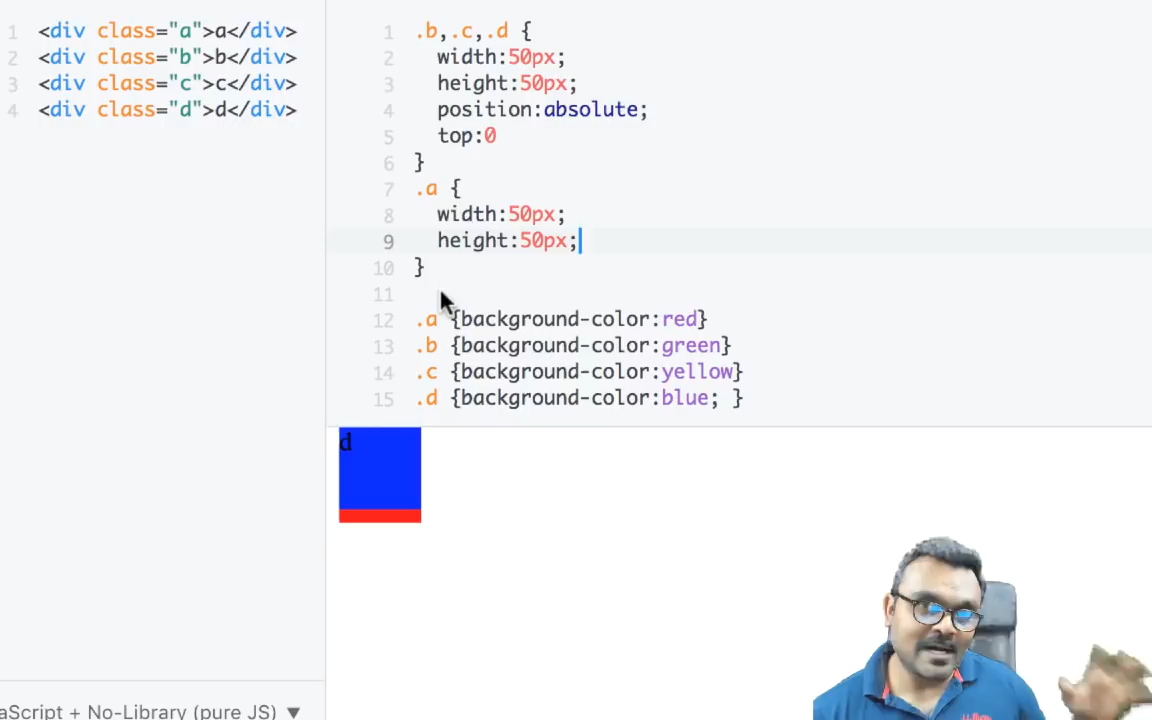 1 <div class="a">a</div>
2 <div class="b">b</div>
3 <div class="c">c</div>
4 <div class="d">d</div>
1 .b,.c,.d {
2 width:50px;
3 height:50px;
4 position:absolute;
5 top:0
6 }
7 .a {
8 width:50px;
9 height:50px;
10 }
11
12 .a {background-color:red}
13 .b {background-color:green}
14 .c {background-color:yellow}
15 .d {background-color:blue; }
d
aScript + No-Library (pure JS) ▼